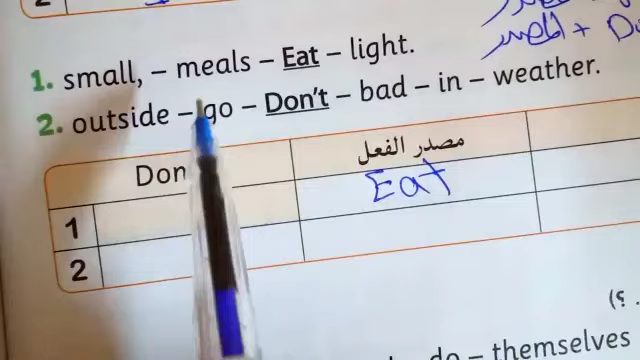 2
1. small, – meals – Eat – light.
2. outside – go – Don't – bad – in – weather.
Don مصدر الفعل
1 Eat
2
(؟ .
do – themselves